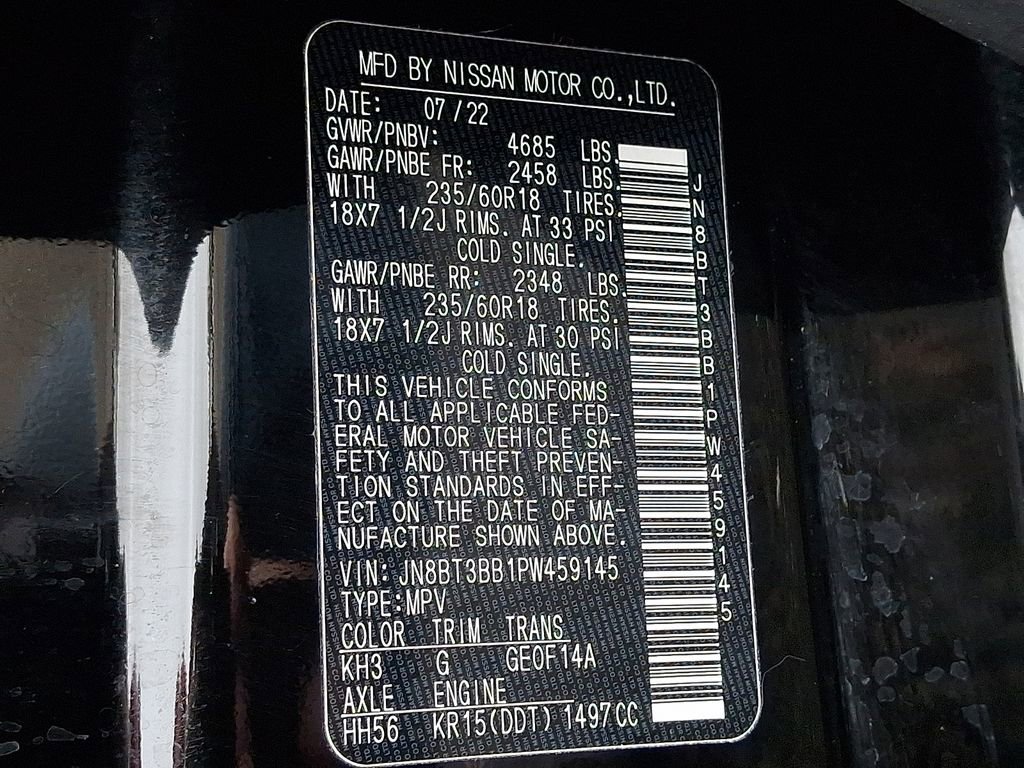 MFD BY NISSAN MOTOR CO.,LTD.
DATE: 07/22
GVWR/PNBV: 4685 LBS.
GAWR/PNBE FR: 2458 LBS.
WITH 235/60R18 TIRES.
18X7 1/2J RIMS. AT 33 PSI
COLD SINGLE.
GAWR/PNBE RR: 2348 LBS
WITH 235/60R18 TIRES.
18X7 1/2J RIMS. AT 30 PSI
COLD SINGLE.
THIS VEHICLE CONFORMS
TO ALL APPLICABLE FED-
ERAL MOTOR VEHICLE SA-
FETY AND THEFT PREVEN-
TION STANDARDS IN EFF-
ECT ON THE DATE OF MA-
NUFACTURE SHOWN ABOVE.
VIN: JN8BT3BB1PW459145
TYPE:MPV
COLOR TRIM TRANS
KH3 G GEOF14A
AXLE ENGINE
HH56 KR15(DDT) 1497CC
JN8BT3BB1PW459145